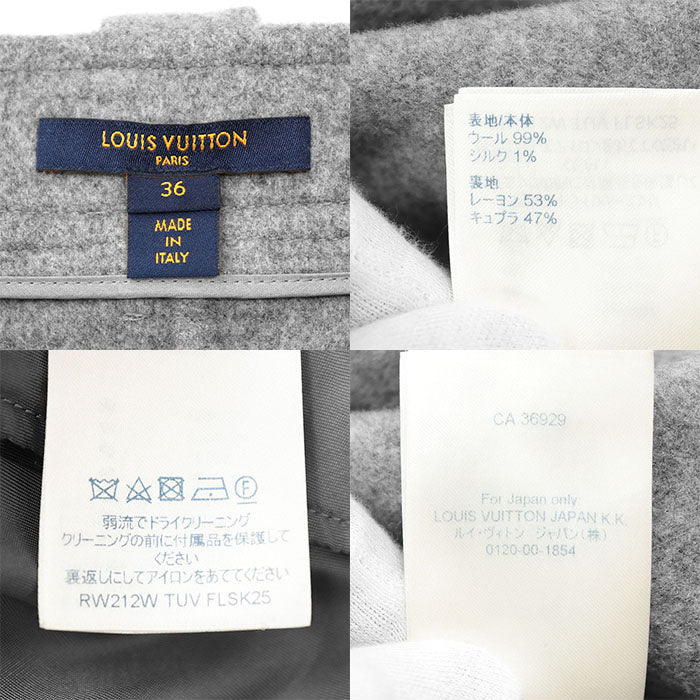 LOUIS VUITTON
PARIS
36
MADE
IN
ITALY
表地/本体
ウール 99%
シルク 1%
裏地
レーヨン 53%
キュプラ 47%
弱流でドライクリーニング
クリーニングの前に付属品を保護して
ください
裏返しにしてアイロンをあててください
RW212W TUV FLSK25
CA 36929
For Japan only
LOUIS VUITTON JAPAN K.K.
ルイ・ヴィトン ジャパン(株)
0120-00-1854